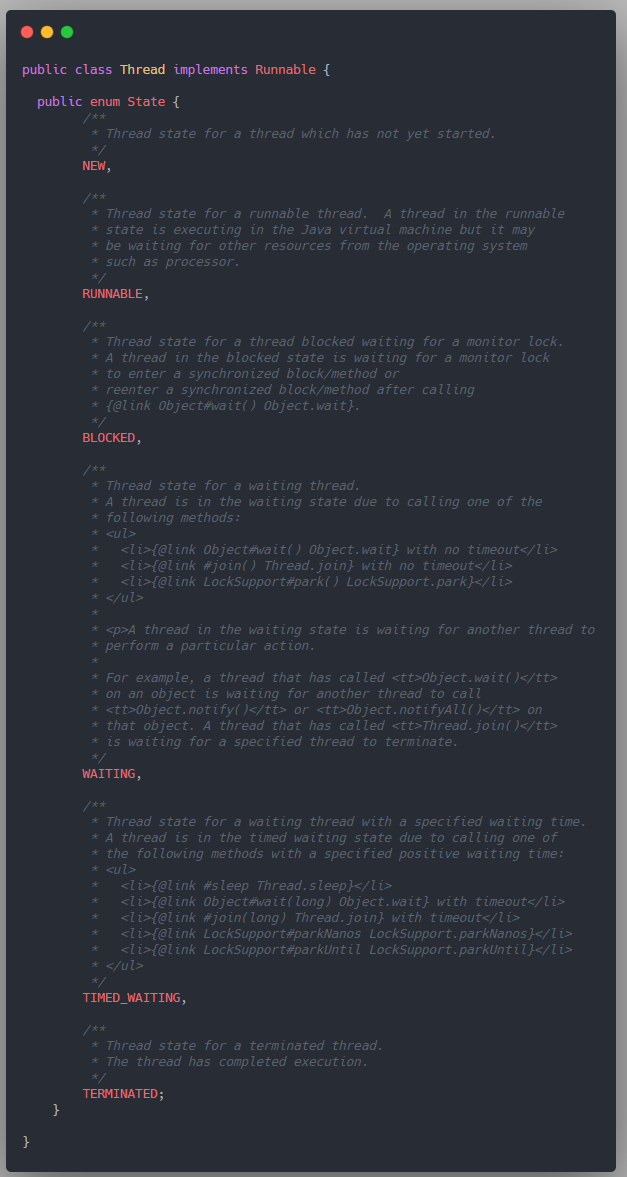 public class Thread implements Runnable {
public enum State {
/**
* Thread state for a thread which has not yet started.
*/
NEW,
/**
* Thread state for a runnable thread.  A thread in the runnable
* state is executing in the Java virtual machine but it may
* be waiting for other resources from the operating system
* such as processor.
*/
RUNNABLE,
/**
* Thread state for a thread blocked waiting for a monitor lock.
* A thread in the blocked state is waiting for a monitor lock
* to enter a synchronized block/method or
* reenter a synchronized block/method after calling
* {@link Object#wait() Object.wait}.
*/
BLOCKED,
/**
* Thread state for a waiting thread.
* A thread is in the waiting state due to calling one of the
* following methods:
* <ul>
*   <li>{@link Object#wait() Object.wait} with no timeout</li>
*   <li>{@link #join() Thread.join} with no timeout</li>
*   <li>{@link LockSupport#park() LockSupport.park}</li>
* </ul>
*
* <p>A thread in the waiting state is waiting for another thread to
* perform a particular action.
*
* For example, a thread that has called <tt>Object.wait()</tt>
* on an object is waiting for another thread to call
* <tt>Object.notify()</tt> or <tt>Object.notifyAll()</tt> on
* that object. A thread that has called <tt>Thread.join()</tt>
* is waiting for a specified thread to terminate.
*/
WAITING,
/**
* Thread state for a waiting thread with a specified waiting time.
* A thread is in the timed waiting state due to calling one of
* the following methods with a specified positive waiting time:
* <ul>
*   <li>{@link #sleep Thread.sleep}</li>
*   <li>{@link Object#wait(long) Object.wait} with timeout</li>
*   <li>{@link #join(long) Thread.join} with timeout</li>
*   <li>{@link LockSupport#parkNanos LockSupport.parkNanos}</li>
*   <li>{@link LockSupport#parkUntil LockSupport.parkUntil}</li>
* </ul>
*/
TIMED_WAITING,
/**
* Thread state for a terminated thread.
* The thread has completed execution.
*/
TERMINATED;
}
}